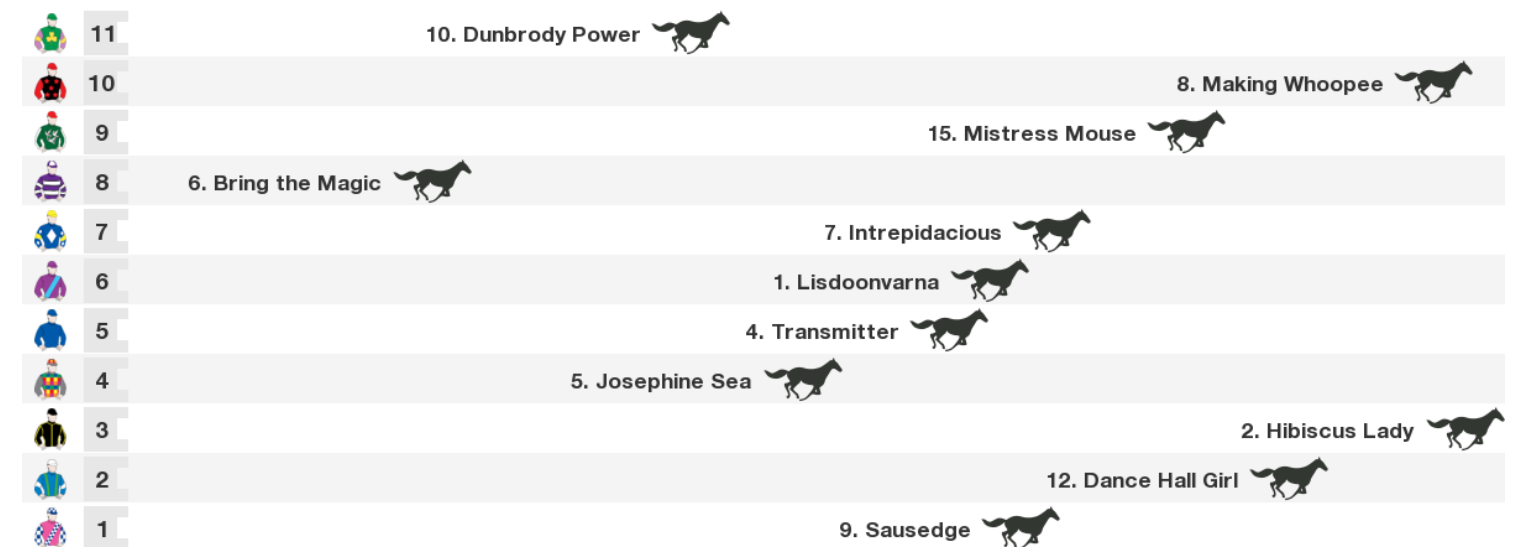 11 10. Dunbrody Power
10 8. Making Whoopee
9 15. Mistress Mouse
8 6. Bring the Magic
7 7. Intrepidacious
6 1. Lisdoonvarna
5 4. Transmitter
4 5. Josephine Sea
3 2. Hibiscus Lady
2 12. Dance Hall Girl
1 9. Sausedge